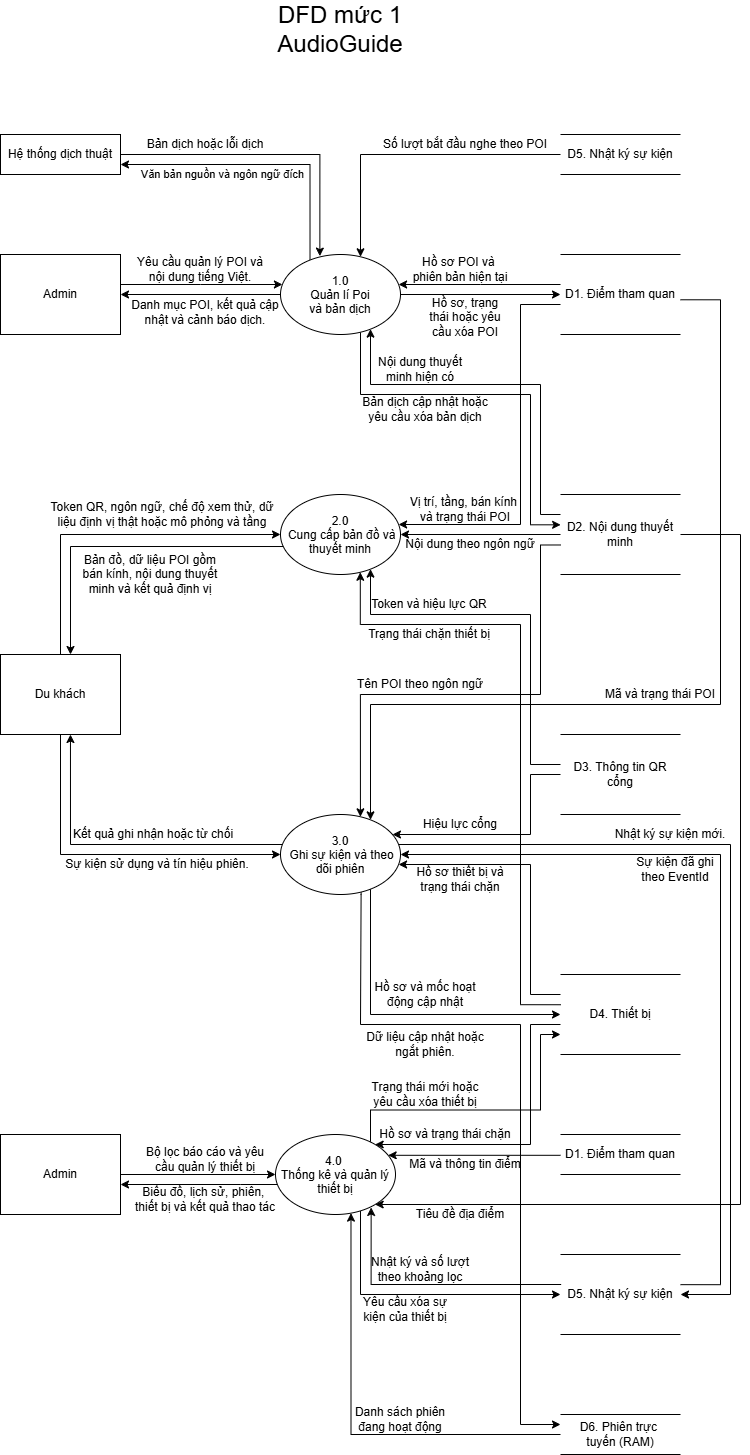 DFD mức 1
AudioGuide
Hệ thống dịch thuật
Bản dịch hoặc lỗi dịch
Văn bản nguồn và ngôn ngữ đích
Số lượt bắt đầu nghe theo POI
D5. Nhật ký sự kiện
Admin
Yêu cầu quản lý POI và
nội dung tiếng Việt.
Danh mục POI, kết quả cập
nhật và cảnh báo dịch.
1.0
Quản lí Poi
và bản dịch
Hồ sơ POI và
phiên bản hiện tại
Hồ sơ, trạng
thái hoặc yêu
cầu xóa POI
D1. Điểm tham quan
Nội dung thuyết
minh hiện có
Bản dịch cập nhật hoặc
yêu cầu xóa bản dịch
Token QR, ngôn ngữ, chế độ xem thử, dữ
liệu định vị thật hoặc mô phỏng và tầng
Bản đồ, dữ liệu POI gồm
bán kính, nội dung thuyết
minh và kết quả định vị
2.0
Cung cấp bản đồ và
thuyết minh
Vị trí, tầng, bán kính
và trạng thái POI
Nội dung theo ngôn ngữ
D2. Nội dung thuyết
minh
Token và hiệu lực QR
Trạng thái chặn thiết bị
Du khách
Tên POI theo ngôn ngữ
Mã và trạng thái POI
D3. Thông tin QR
cổng
Kết quả ghi nhận hoặc từ chối
Sự kiện sử dụng và tín hiệu phiên.
3.0
Ghi sự kiện và theo
dõi phiên
Hiệu lực cổng
Nhật ký sự kiện mới.
Sự kiện đã ghi
theo EventId
Hồ sơ thiết bị và
trạng thái chặn
Hồ sơ và mốc hoạt
động cập nhật
D4. Thiết bị
Dữ liệu cập nhật hoặc
ngắt phiên.
Trạng thái mới hoặc
yêu cầu xóa thiết bị
Hồ sơ và trạng thái chặn
Admin
Bộ lọc báo cáo và yêu
cầu quản lý thiết bị
Biểu đồ, lịch sử, phiên,
thiết bị và kết quả thao tác
4.0
Thống kê và quản lý
thiết bị
Mã và thông tin điểm
D1. Điểm tham quan
Tiêu đề địa điểm
Nhật ký và số lượt
theo khoảng lọc
Yêu cầu xóa sự
kiện của thiết bị
D5. Nhật ký sự kiện
Danh sách phiên
đang hoạt động
D6. Phiên trực
tuyến (RAM)